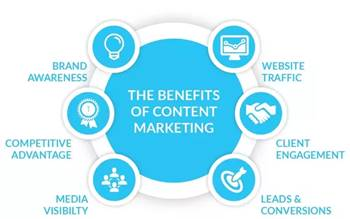 BRAND
AWARENESS
WEBSITE
TRAFFIC
THE BENEFITS
OF CONTENT
MARKETING
COMPETITIVE
ADVANTAGE
CLIENT
ENGAGEMENT
MEDIA
VISIBILTY
LEADS &
CONVERSIONS